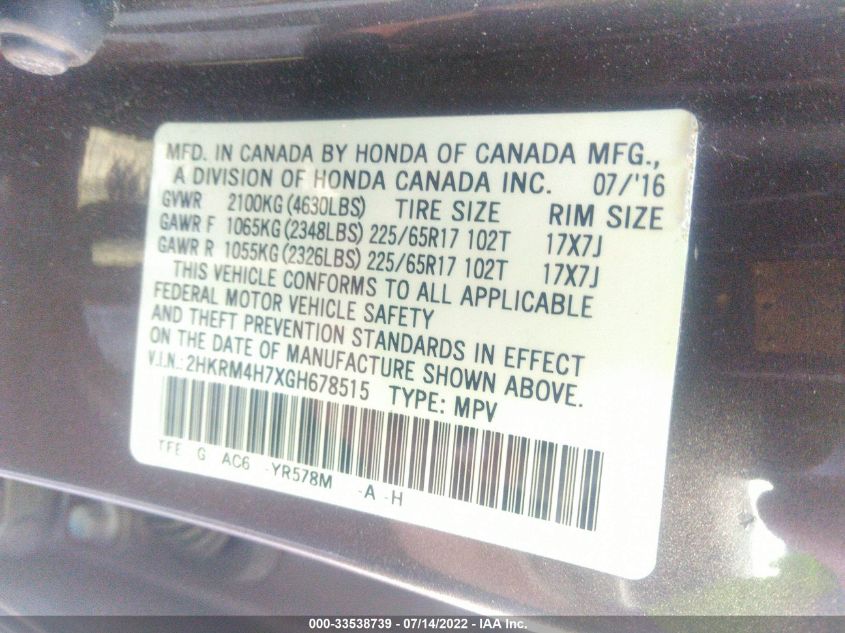 MFD. IN CANADA BY HONDA OF CANADA MFG.,
A DIVISION OF HONDA CANADA INC. 07/'16
GVWR 2100KG (4630LBS) TIRE SIZE RIM SIZE
GAWR F 1065KG (2348LBS) 225/65R17 102T 17X7J
GAWR R 1055KG (2326LBS) 225/65R17 102T 17X7J
THIS VEHICLE CONFORMS TO ALL APPLICABLE
FEDERAL MOTOR VEHICLE SAFETY
AND THEFT PREVENTION STANDARDS IN EFFECT
ON THE DATE OF MANUFACTURE SHOWN ABOVE.
V.I.N.: 2HKRM4H7XGH678515 TYPE: MPV
TFE G AC6 -YR578M -A -H
000-33538739 - 07/14/2022 - IAA Inc.